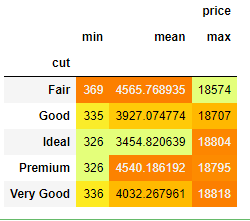 price
min mean max
cut
Fair 369 4565.768935 18574
Good 335 3927.074774 18707
Ideal 326 3454.820639 18804
Premium 326 4540.186192 18795
Very Good 336 4032.267961 18818